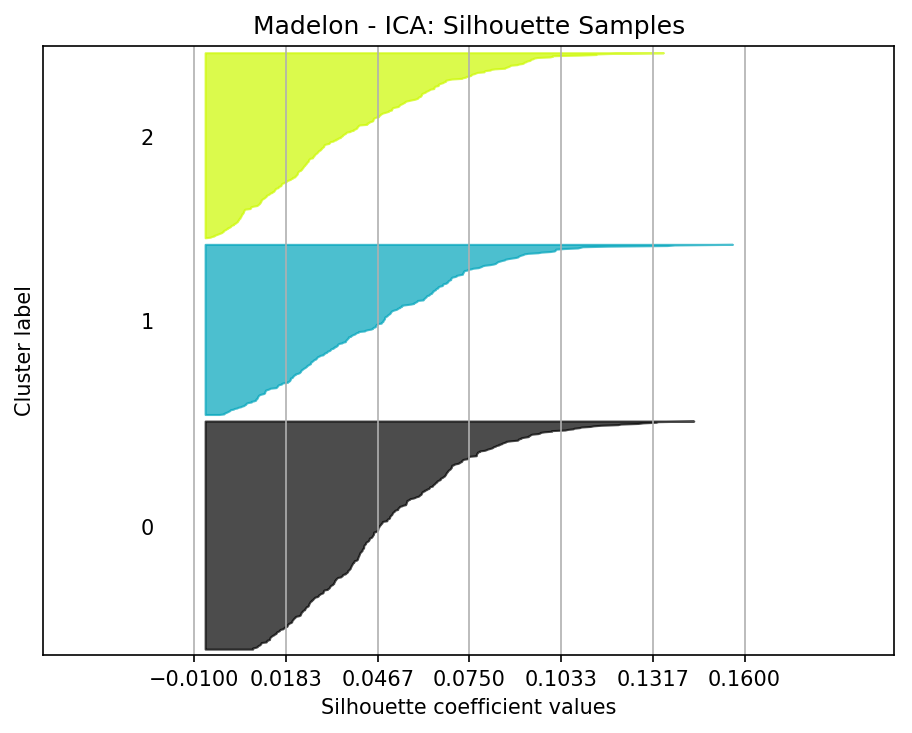 Madelon - ICA: Silhouette Samples
2
1
0
Cluster label
−0.0100 0.0183 0.0467 0.0750 0.1033 0.1317 0.1600
Silhouette coefficient values